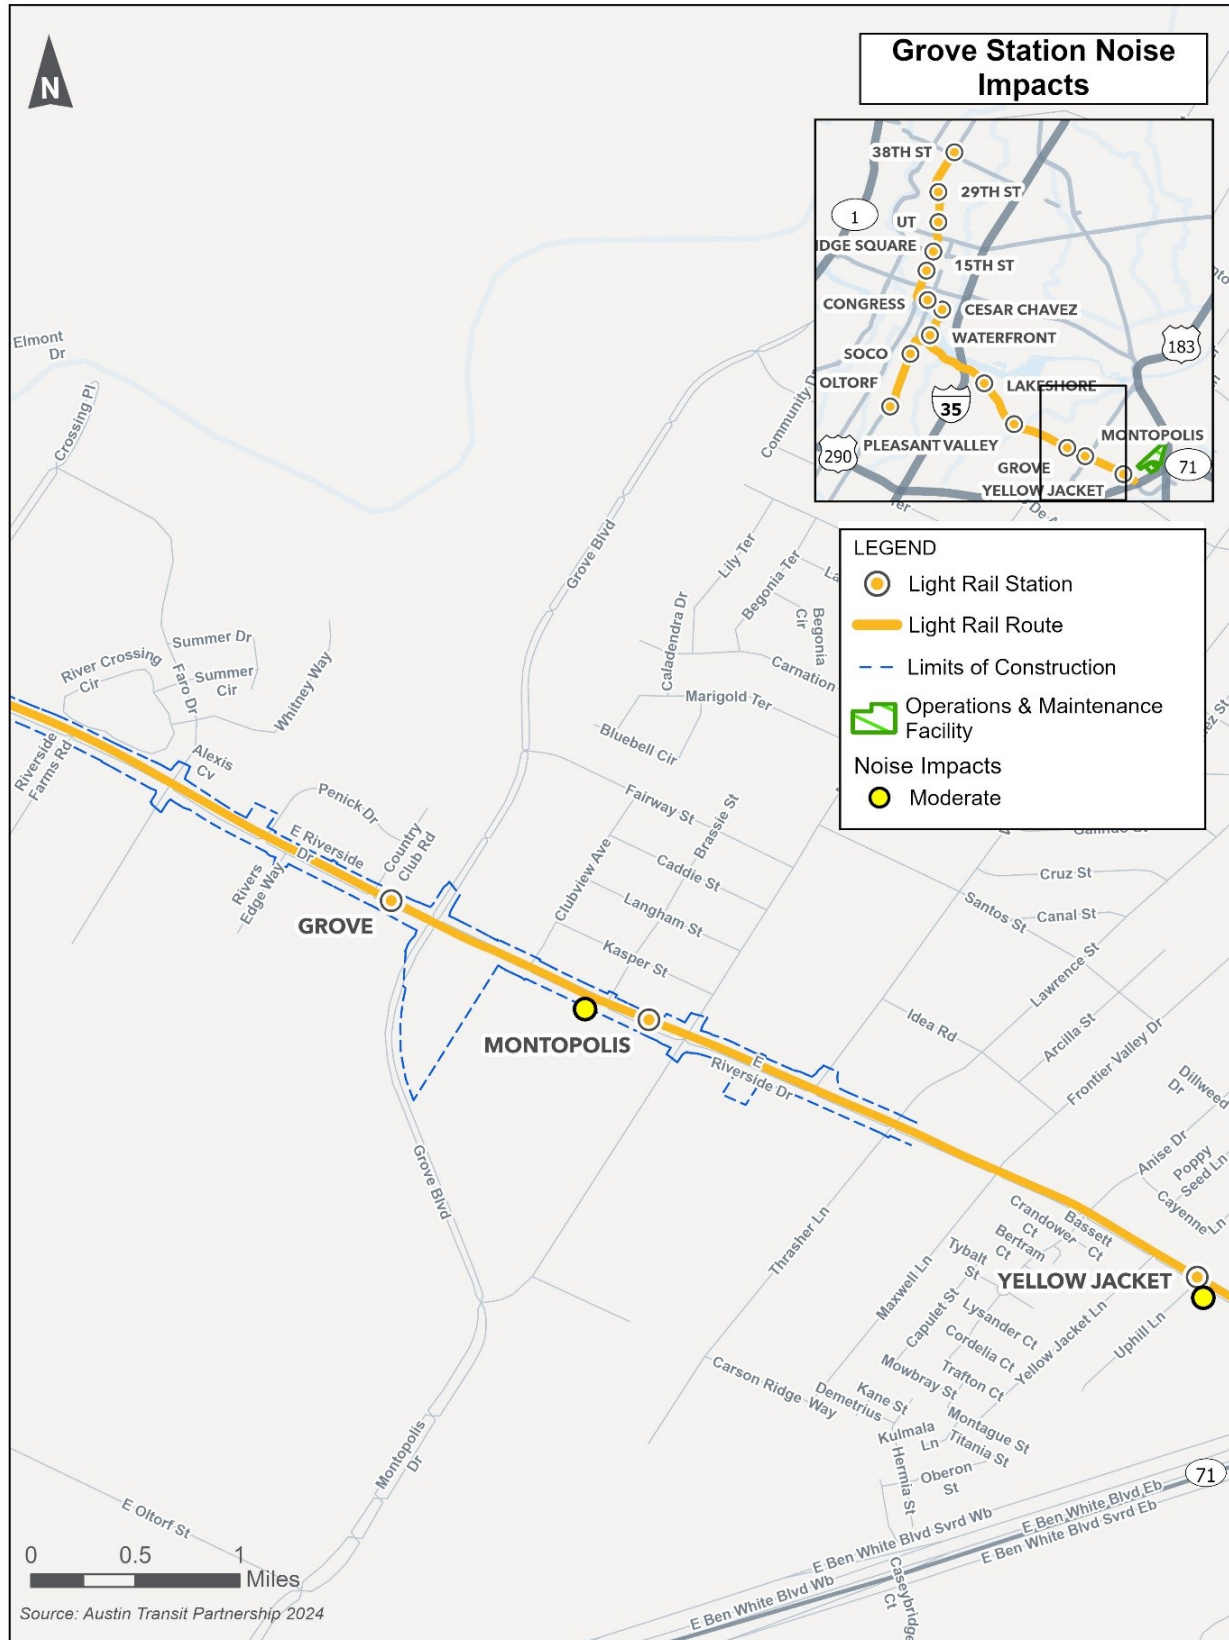 Grove Station Noise
Impacts
N
38TH ST
29TH ST
1
UT
IDGE SQUARE
15TH ST
CONGRESS
CESAR CHAVEZ
WATERFRONT
183
SOCO
OLTORF
LAKESHORE
35
MONTOPOLIS
290
PLEASANT VALLEY
GROVE
71
YELLOW JACKET
LEGEND
Light Rail Station
Light Rail Route
Limits of Construction
Operations & Maintenance
Facility
Noise Impacts
Moderate
Elmont
Dr
Crossing Pl
Community D
Grove Blvd
Ter
De A
Lily Ter
Begonia Ter
La
Begonia
Cir
Caladendra Dr
Carnation
Marigold Ter
Bluebell Cir
Summer Dr
River Crossing
Cir
Summer
Cir
Faro Dr
Whitney Way
Riverside
Farms Rd
Alexis
Cv
Penick Dr
Country
Club Rd
E Riverside
Dr
Rivers
Edge Way
Fairway St
Brassie St
Caddie St
Clubview Ave
Langham St
Kasper St
Cruz St
Santos St
Canal St
Lawrence St
Idea Rd
Arcilla St
Frontier Valley Dr
GROVE
MONTOPOLIS
E
Riverside Dr
Dillweed
Dr
Anise Dr
Poppy
Seed Ln
Cayenne Ln
Grove Blvd
Thrasher Ln
Maxwell Ln
Crandower
Ct
Bassett
Ct
Bertram
Ct
Tybalt
St
YELLOW JACKET
Capulet St
Lysander Ct
Cordelia Ct
Yellow Jacket Ln
Uphill Ln
Trafton Ct
Mowbray St
Carson Ridge Way
Demetrius
Kane St
Montague St
Kulmala
Ln
Titania St
Hermia St
Oberon
St
71
Montopolis
Dr
E Oltorf St
E Ben White Blvd Svrd Wb
E Ben White Blvd Eb
E Ben White Blvd Svrd Eb
E Ben White Blvd Wb
Caseybridge
Ct
0 0.5 1
Miles
Source: Austin Transit Partnership 2024